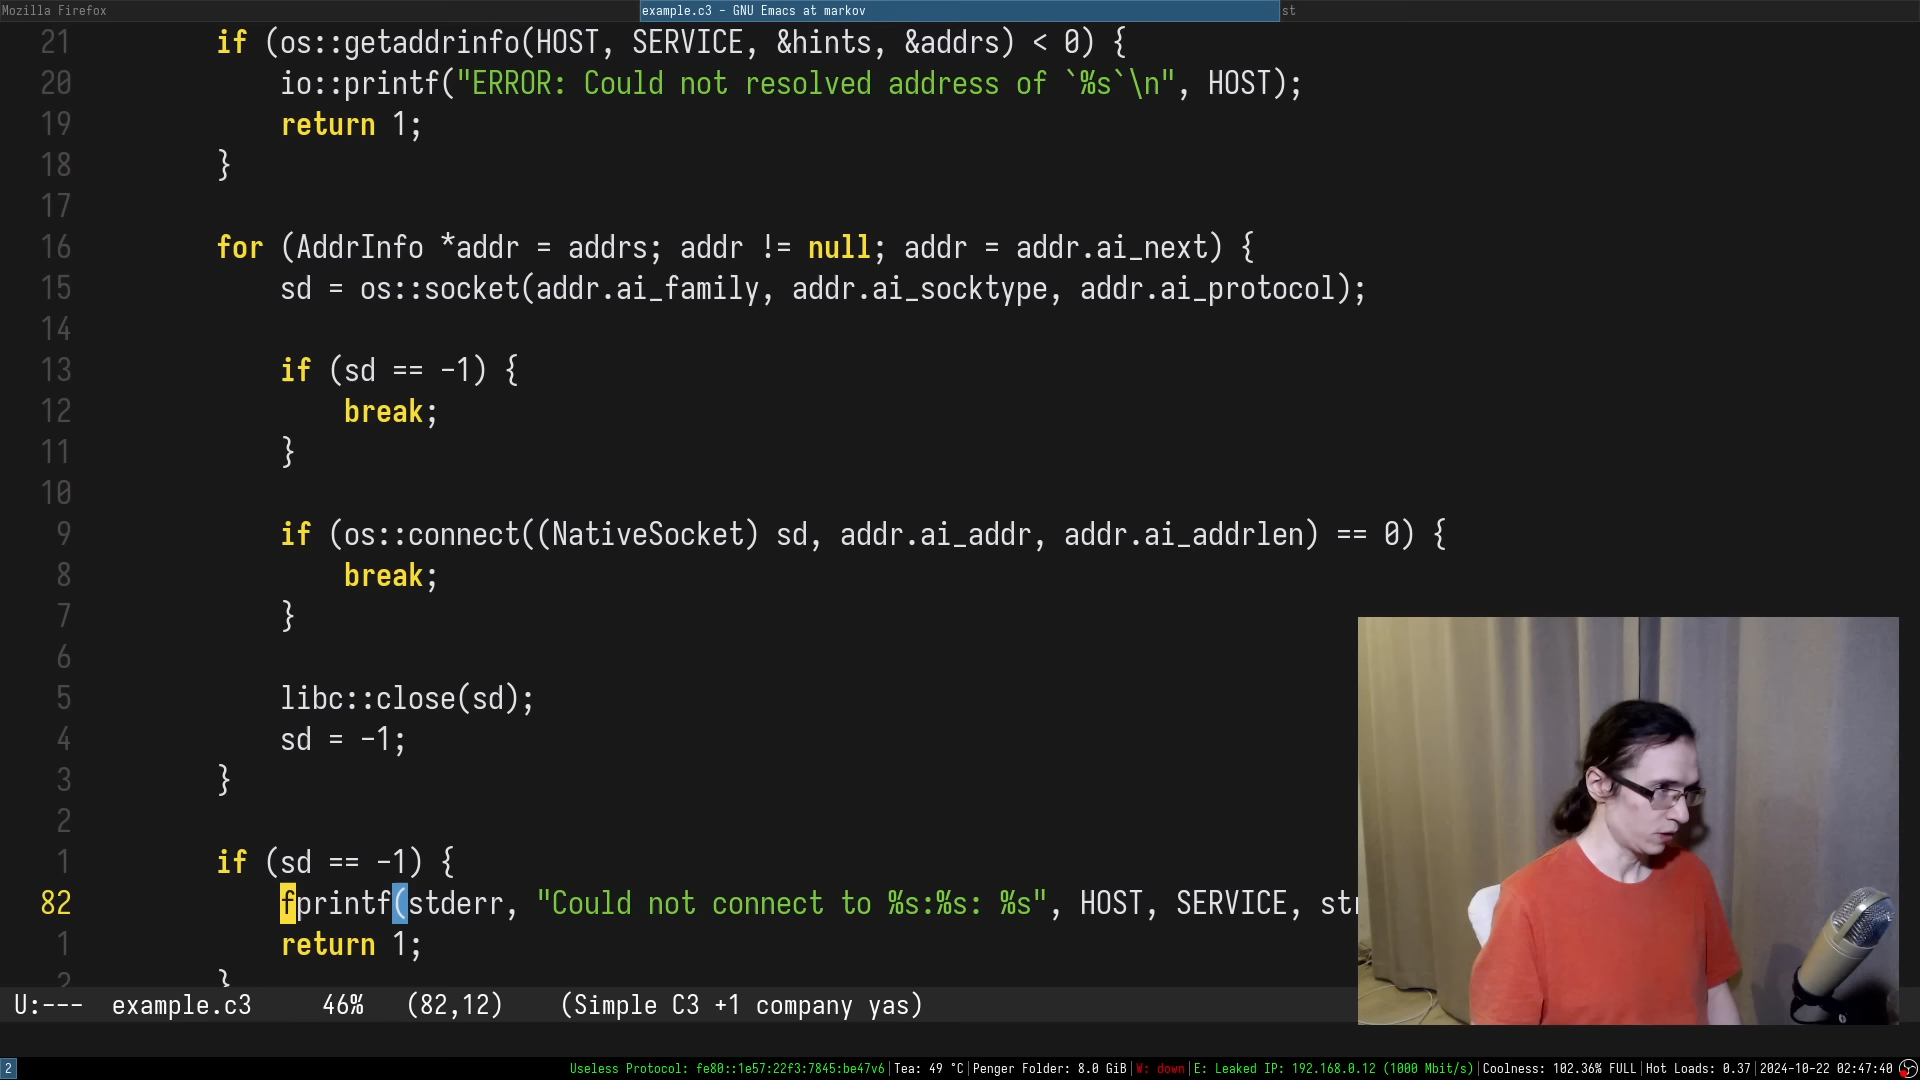 Mozilla Firefox
example.c3 - GNU Emacs at markov
st
21 if (os::getaddrinfo(HOST, SERVICE, &hints, &addrs) < 0) {
20 io::printf("ERROR: Could not resolved address of `%s`\n", HOST);
19 return 1;
18 }
17
16 for (AddrInfo *addr = addrs; addr != null; addr = addr.ai_next) {
15 sd = os::socket(addr.ai_family, addr.ai_socktype, addr.ai_protocol);
14
13 if (sd == -1) {
12 break;
11 }
10
9 if (os::connect((NativeSocket) sd, addr.ai_addr, addr.ai_addrlen) == 0) {
8 break;
7 }
6
5 libc::close(sd);
4 sd = -1;
3 }
2
1 if (sd == -1) {
82 fprintf(stderr, "Could not connect to %s:%s: %s", HOST, SERVICE, str
1 return 1;
2 }
U:--- example.c3 46% (82,12) (Simple C3 +1 company yas)
2 Useless Protocol: fe80::1e57:22f3:7845:be47v6|Tea: 49 °C|Penger Folder: 8.0 GiB|W: down|E: Leaked IP: 192.168.0.12 (1000 Mbit/s)|Coolness: 102.36% FULL|Hot Loads: 0.37|2024-10-22 02:47:40